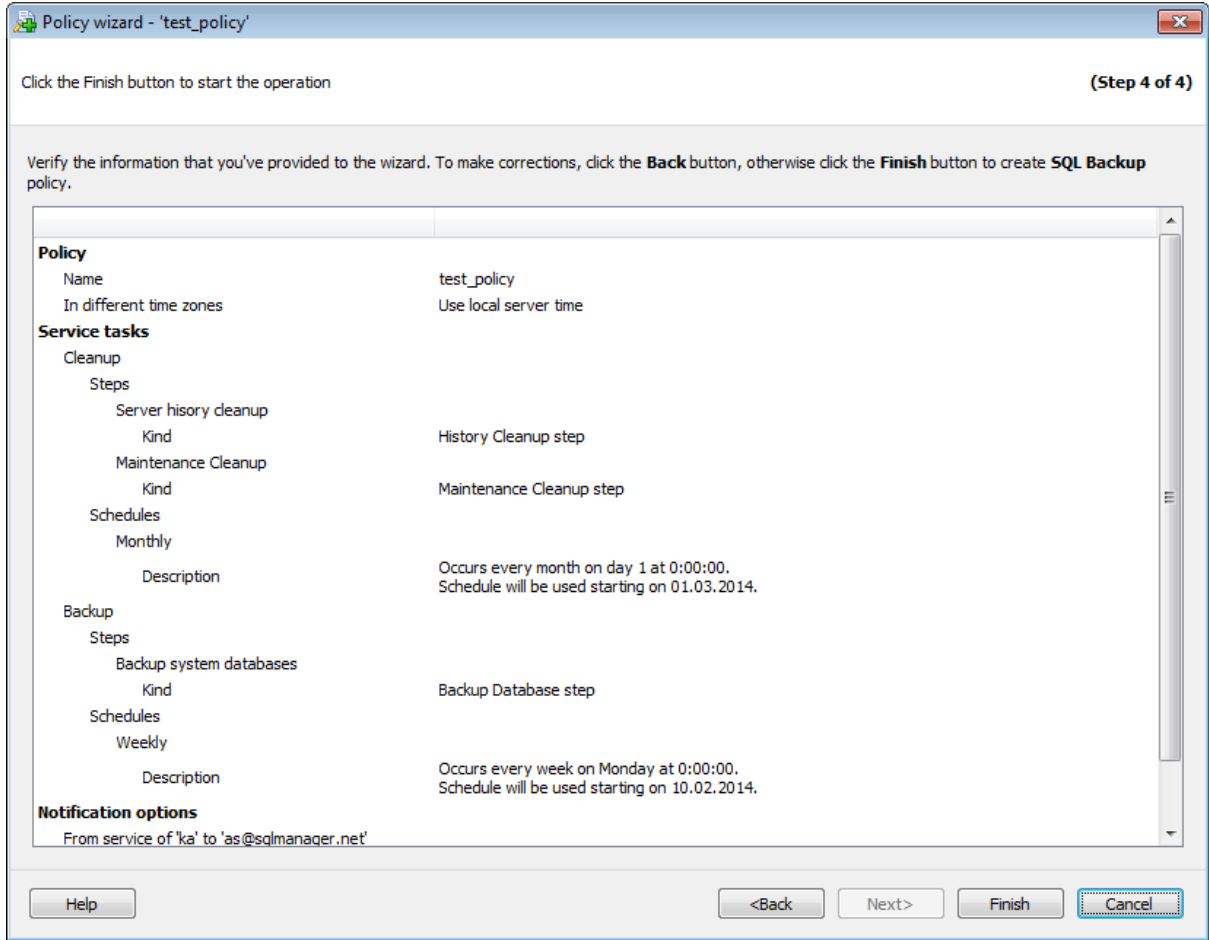 Policy wizard - 'test_policy'
Click the Finish button to start the operation
(Step 4 of 4)
Verify the information that you've provided to the wizard. To make corrections, click the Back button, otherwise click the Finish button to create SQL Backup
policy.
Policy
Name test_policy
In different time zones Use local server time
Service tasks
Cleanup
Steps
Server hisory cleanup
Kind History Cleanup step
Maintenance Cleanup
Kind Maintenance Cleanup step
Schedules
Monthly
Description Occurs every month on day 1 at 0:00:00.
Schedule will be used starting on 01.03.2014.
Backup
Steps
Backup system databases
Kind Backup Database step
Schedules
Weekly
Description Occurs every week on Monday at 0:00:00.
Schedule will be used starting on 10.02.2014.
Notification options
From service of 'ka' to 'as@sqlmanager.net'
Help <Back Next> Finish Cancel